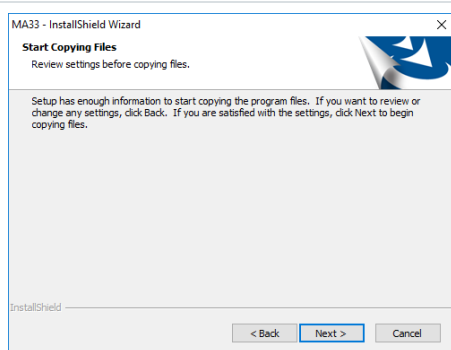 MA33 - InstallShield Wizard
Start Copying Files
Review settings before copying files.
Setup has enough information to start copying the program files. If you want to review or
change any settings, click Back. If you are satisfied with the settings, click Next to begin
copying files.
InstallShield
< Back Next > Cancel